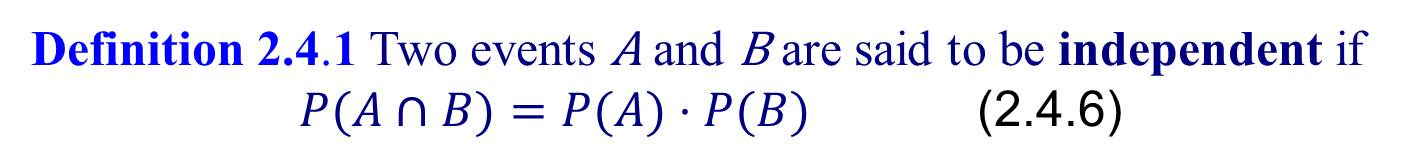 Definition 2.4.1 Two events A and B are said to be independent if
P(A ∩ B) = P(A) · P(B) (2.4.6)